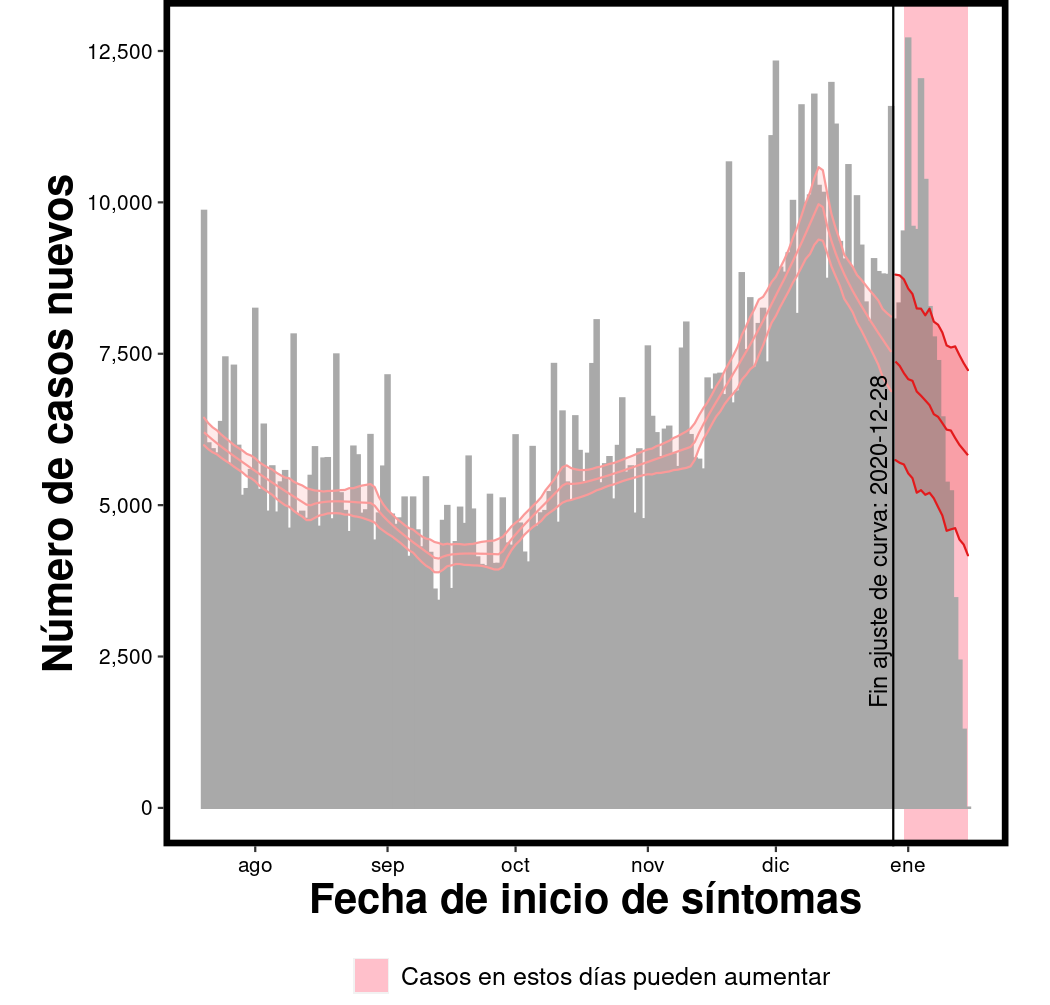 Número de casos nuevos
12,500
10,000
7,500
5,000
2,500
0
Fin ajuste de curva: 2020-12-28
ago sep oct nov dic ene
Fecha de inicio de síntomas
Casos en estos días pueden aumentar